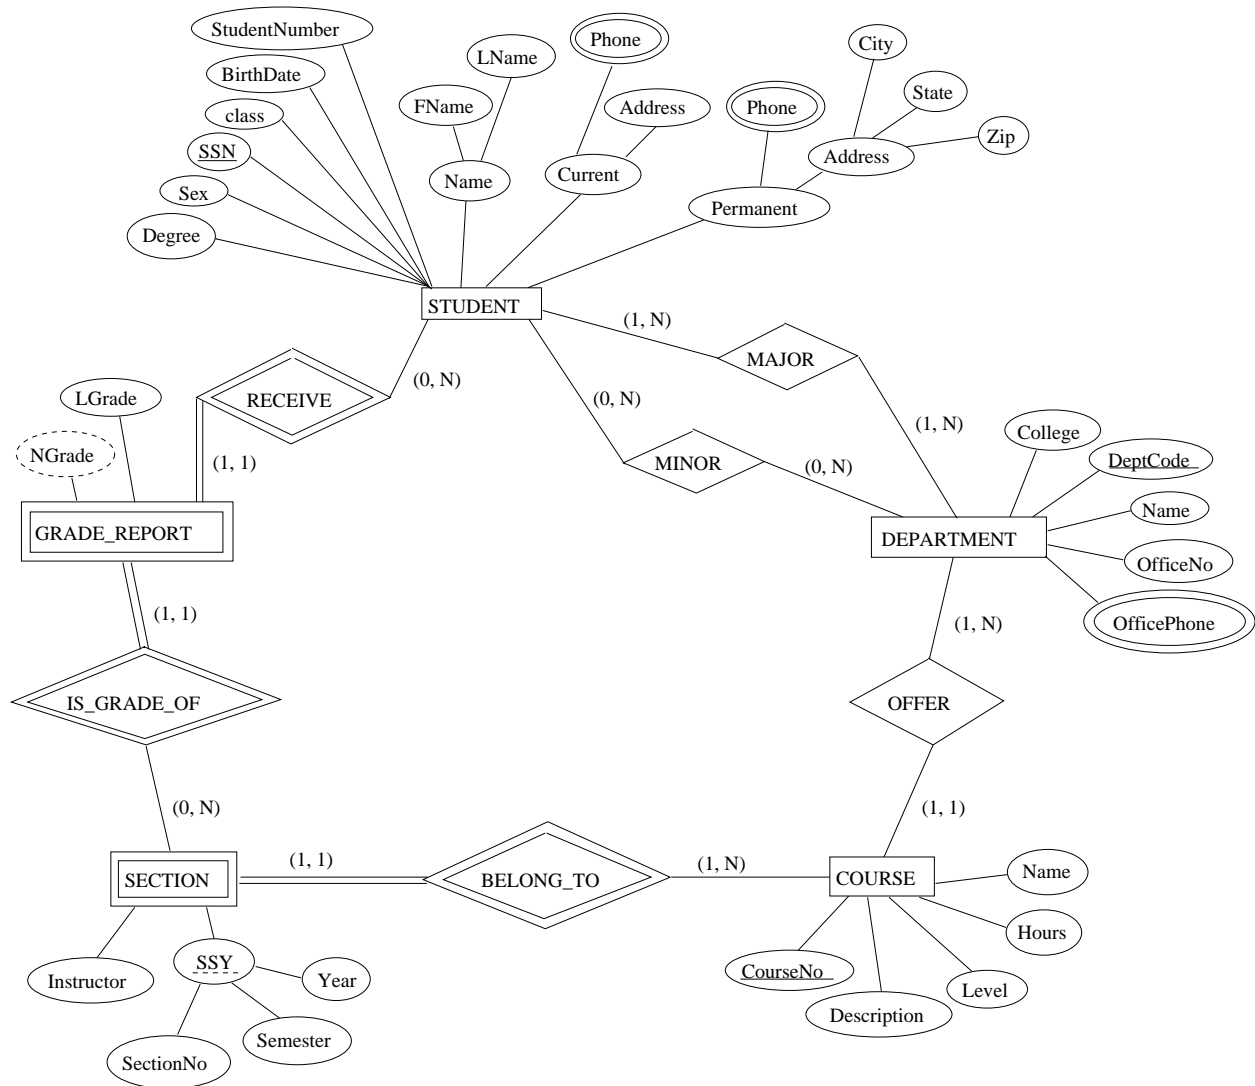 StudentNumber
Phone
City
LName
BirthDate
State
FName
Address
Phone
class
Zip
SSN
Address
Name
Current
Sex
Permanent
Degree
STUDENT
(1, N)
MAJOR
(0, N)
RECEIVE
LGrade
(0, N)
(1, N)
College
NGrade
DeptCode
(1, 1)
MINOR
(0, N)
Name
GRADE_REPORT
DEPARTMENT
OfficeNo
(1, 1)
(1, N)
OfficePhone
IS_GRADE_OF
OFFER
(0, N)
(1, 1)
(1, 1)
(1, N)
SECTION
BELONG_TO
COURSE
Name
Hours
SSY
CourseNo
Instructor
Year
Level
Description
Semester
SectionNo